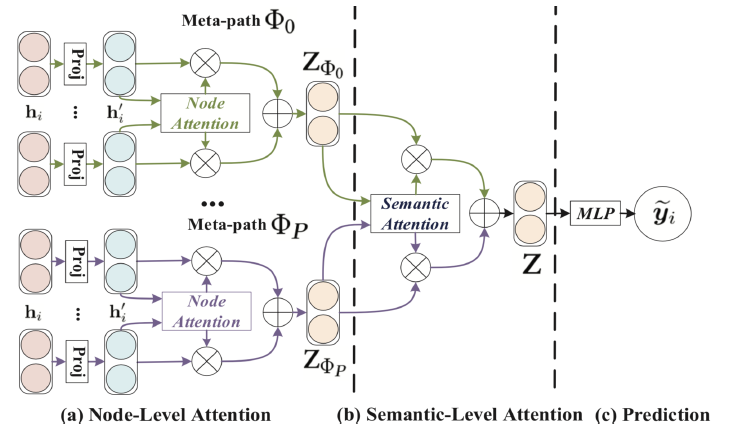 Meta-path Φ₀
Proj
h_i ... h'_i
Node
Attention
Proj
Z_Φ₀
...
Meta-path Φ_P
Proj
h_i ... h'_i
Node
Attention
Proj
Z_Φ_P
Semantic
Attention
Z
MLP
ỹ_i
(a) Node-Level Attention
(b) Semantic-Level Attention
(c) Prediction